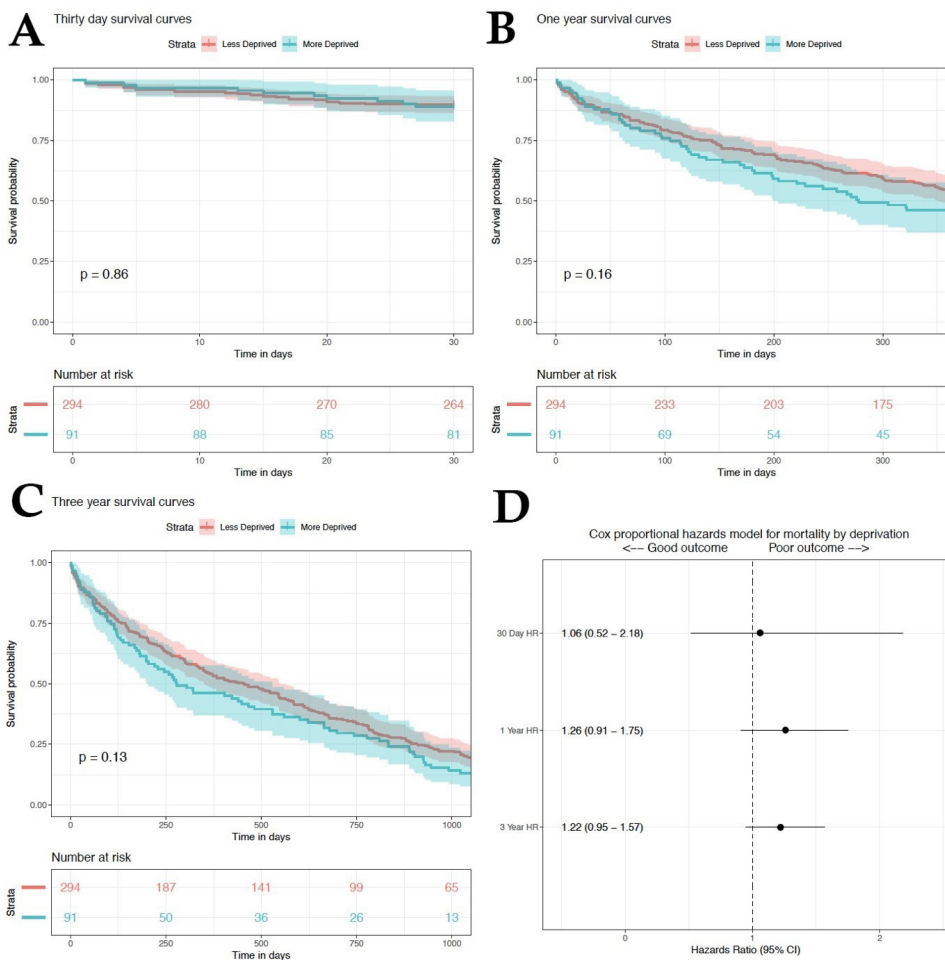 A
Thirty day survival curves
Strata Less Deprived More Deprived
1.00
0.75
0.50
0.25
0.00
Survival probability
p = 0.86
0 10 20 30
Time in days
Number at risk
Strata
294 280 270 264
91 88 85 81
0 10 20 30
Time in days
B
One year survival curves
Strata Less Deprived More Deprived
1.00
0.75
0.50
0.25
0.00
Survival probability
p = 0.16
0 100 200 300
Time in days
Number at risk
Strata
294 233 203 175
91 69 54 45
0 100 200 300
Time in days
C
Three year survival curves
Strata Less Deprived More Deprived
1.00
0.75
0.50
0.25
0.00
Survival probability
p = 0.13
0 250 500 750 1000
Time in days
Number at risk
Strata
294 187 141 99 65
91 50 36 26 13
0 250 500 750 1000
Time in days
D
Cox proportional hazards model for mortality by deprivation
<-- Good outcome Poor outcome -->
30 Day HR 1.06 (0.52 – 2.18)
1 Year HR 1.26 (0.91 – 1.75)
3 Year HR 1.22 (0.95 – 1.57)
0 1 2
Hazards Ratio (95% CI)